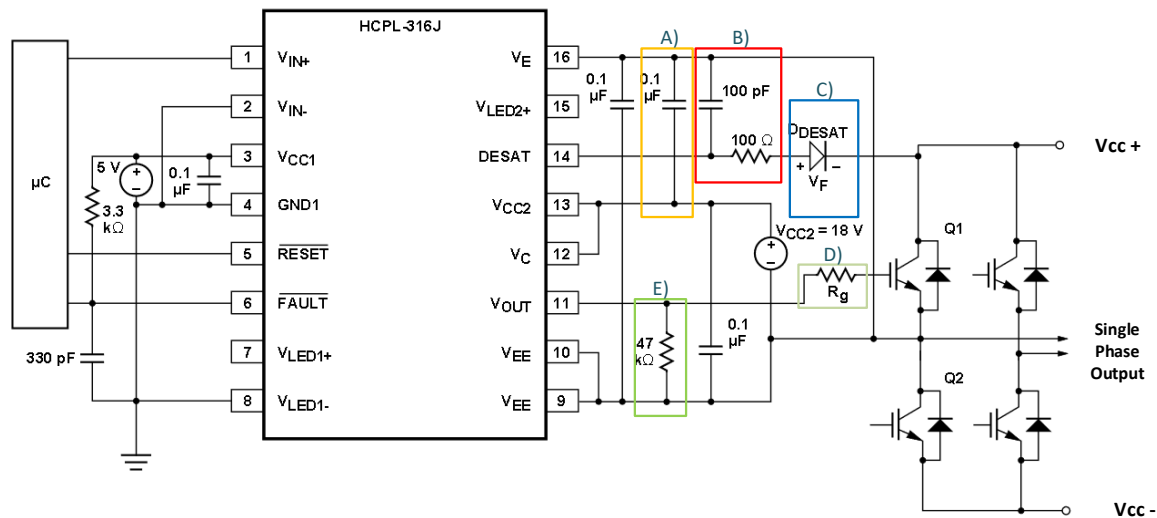 HCPL-316J
A)
B)
C)
D)
E)
µC
1
2
3
4
5
6
7
8
VIN+
VIN-
VCC1
GND1
RESET
FAULT
VLED1+
VLED1-
VE
VLED2+
DESAT
VCC2
VC
VOUT
VEE
VEE
16
15
14
13
12
11
10
9
5 V
+
−
0.1
µF
3.3
kΩ
330 pF
0.1
µF
0.1
µF
100 pF
100 Ω
DDESAT
+
VF
−
VCC2 = 18 V
+
−
Rg
47
kΩ
0.1
µF
Q1
Q2
Vcc +
Single
Phase
Output
Vcc -